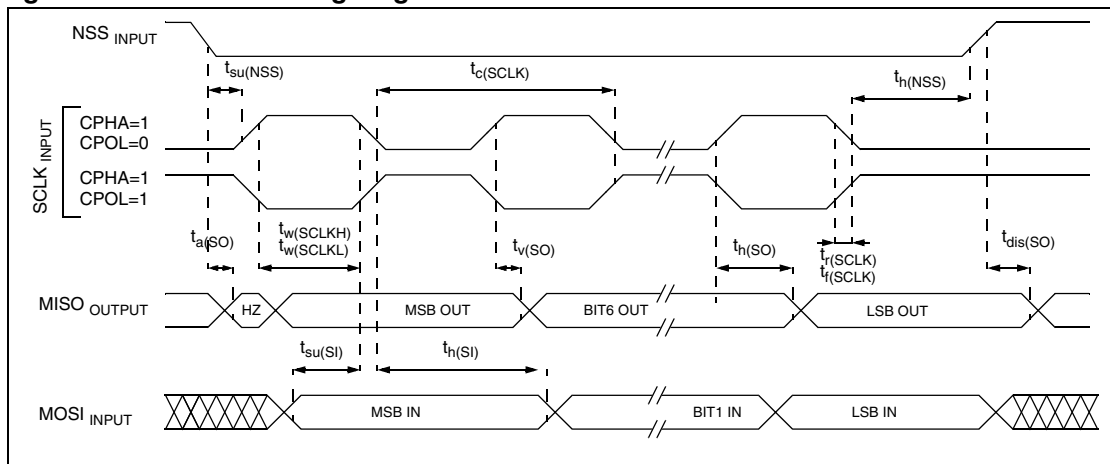 NSS INPUT
tsu(NSS)
tc(SCLK)
th(NSS)
SCLK INPUT
CPHA=1
CPOL=0
CPHA=1
CPOL=1
ta(SO)
tw(SCLKH)
tw(SCLKL)
tv(SO)
th(SO)
tr(SCLK)
tf(SCLK)
tdis(SO)
MISO OUTPUT
HZ
MSB OUT
BIT6 OUT
LSB OUT
tsu(SI)
th(SI)
MOSI INPUT
MSB IN
BIT1 IN
LSB IN